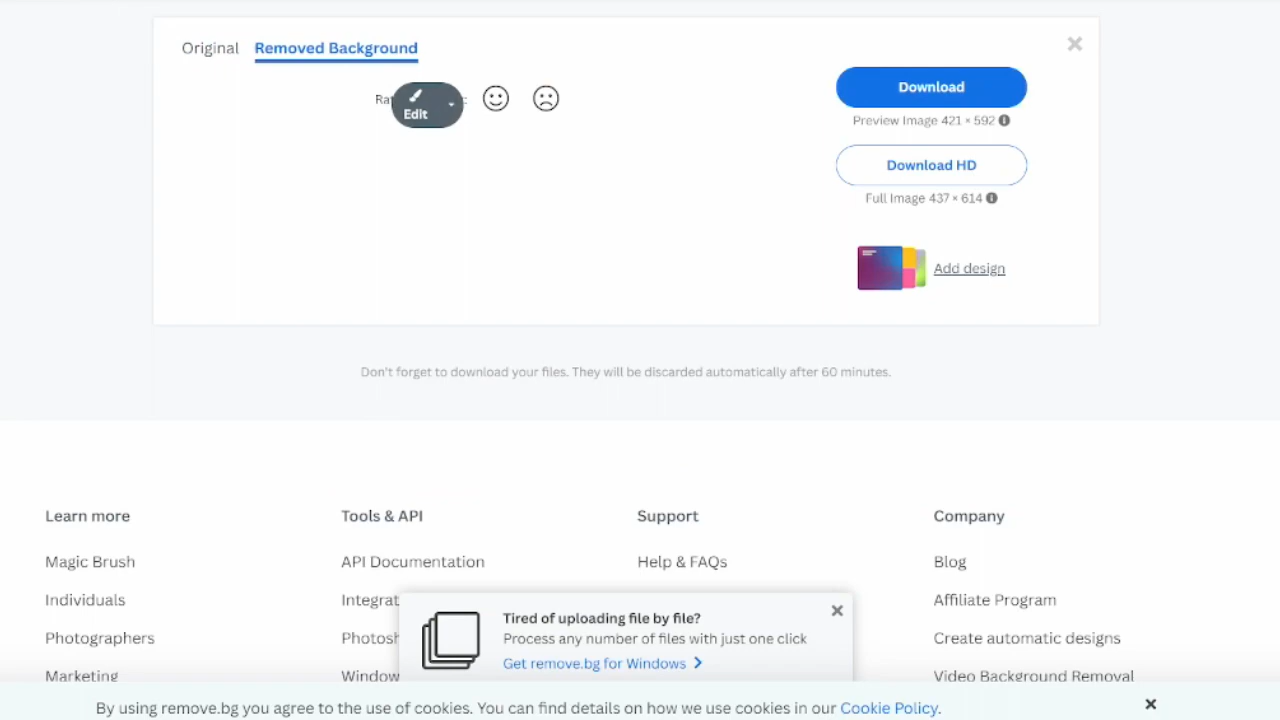 Original
Removed Background
Edit
Download
Preview Image 421 × 592
Download HD
Full Image 437 × 614
Add design
Don't forget to download your files. They will be discarded automatically after 60 minutes.
Learn more
Magic Brush
Individuals
Photographers
Marketing
Tools & API
API Documentation
Support
Help & FAQs
Company
Blog
Affiliate Program
Create automatic designs
Video Background Removal
Tired of uploading file by file?
Process any number of files with just one click
Get remove.bg for Windows
By using remove.bg you agree to the use of cookies. You can find details on how we use cookies in our Cookie Policy.